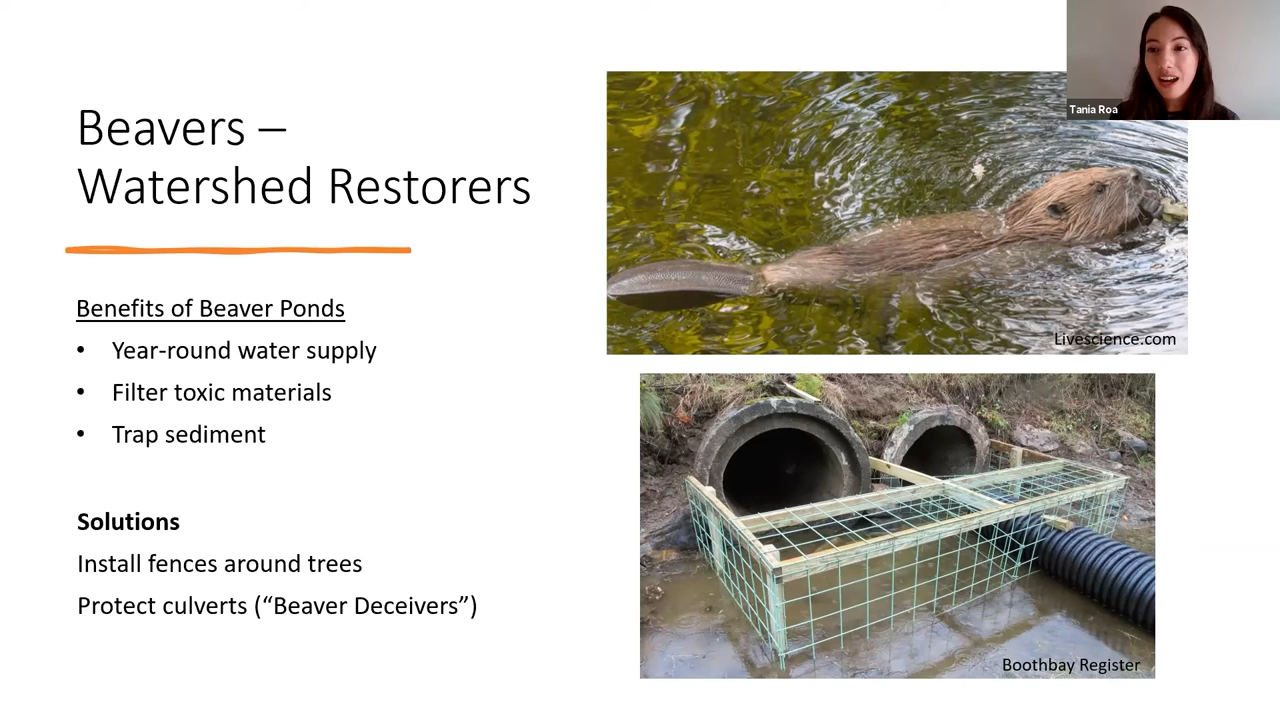 Beavers –
Watershed Restorers
Benefits of Beaver Ponds
• Year-round water supply
• Filter toxic materials
• Trap sediment
Solutions
Install fences around trees
Protect culverts (“Beaver Deceivers”)
Tania Roa
Livescience.com
Boothbay Register